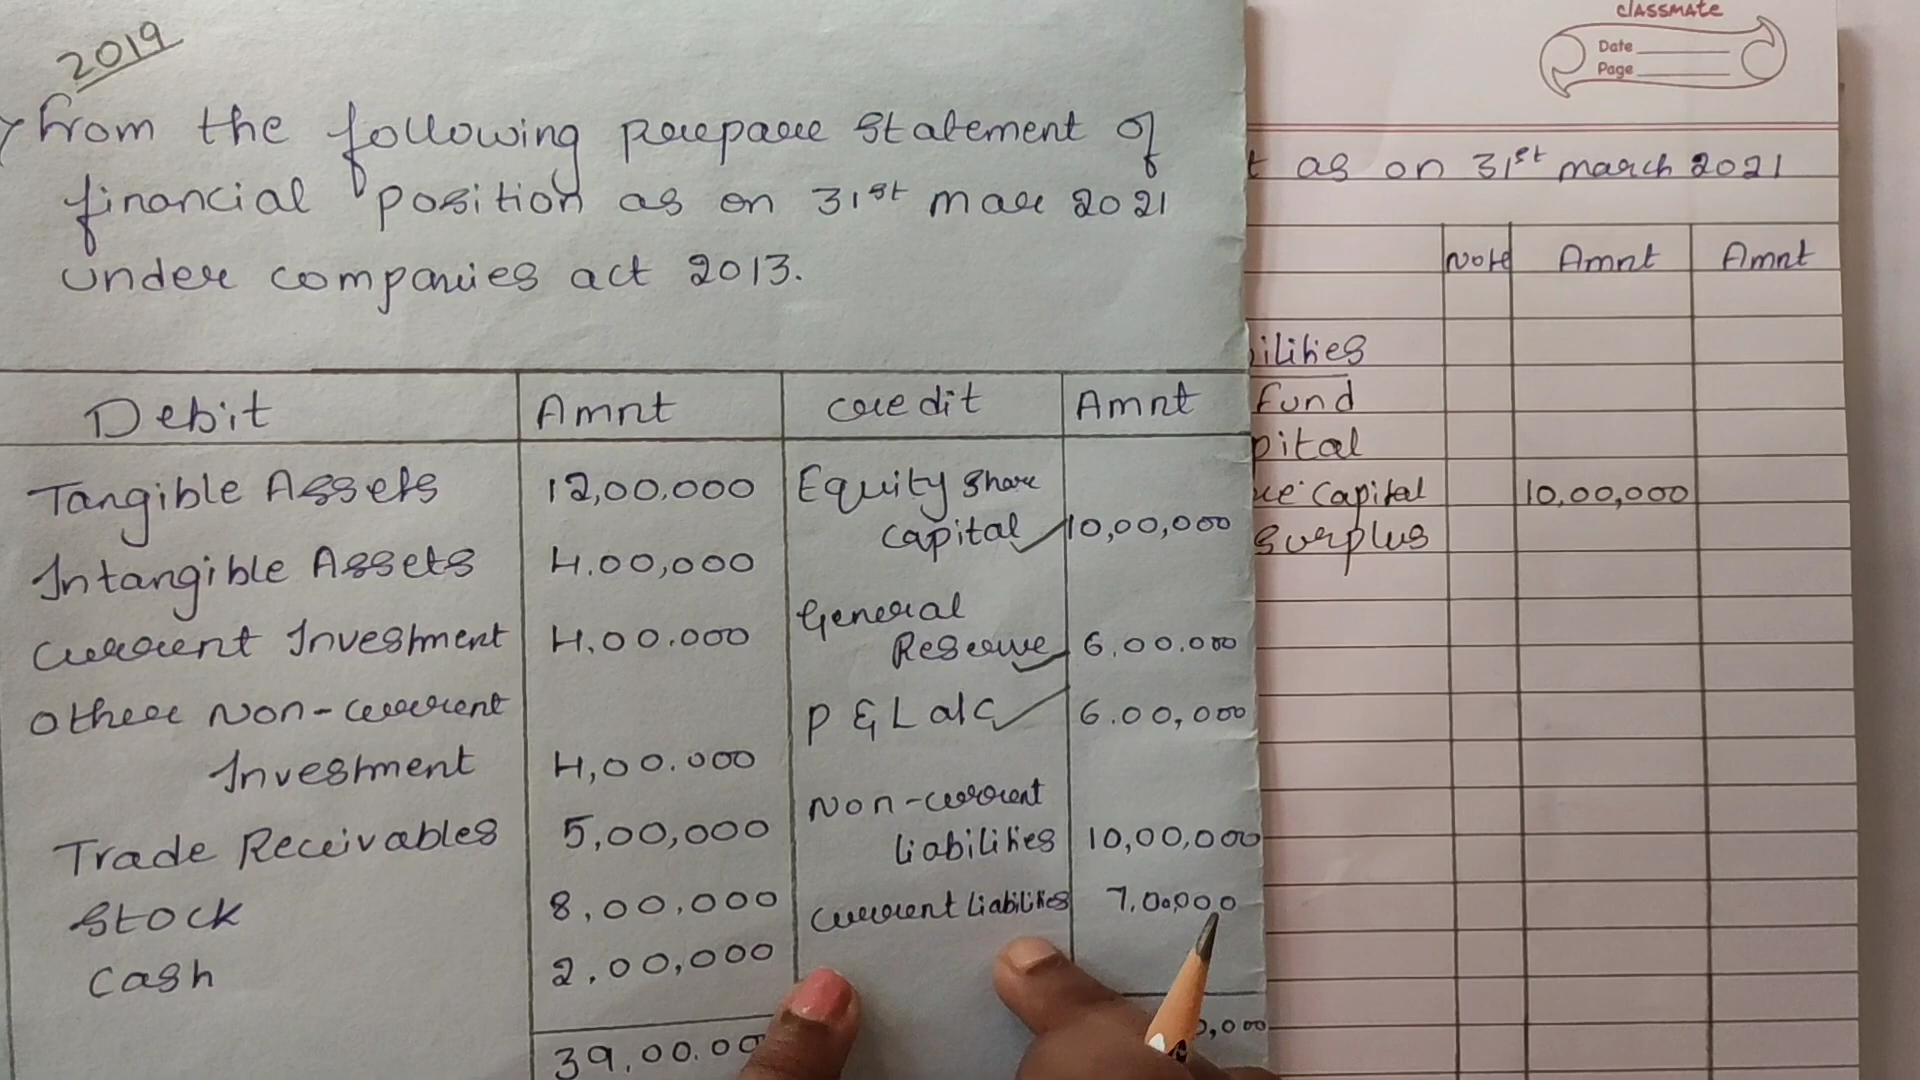 2019
From the following prepare statement of
financial position as on 31st mar 2021
under companies act 2013.
Debit Amnt credit Amnt
Tangible Assets 12,00.000 Equity share
capital 10,00,000
Intangible Assets 4.00,000
General
Current Investment 4.00.000 Reserve 6.00.000
Other Non-current P & L a/c 6.00,000
Investment 4,00.000
Non-current
Trade Receivables 5,00,000 liabilities 10,00,000
Stock 8,00,000 current liabilities 7,00,000
Cash 2,00,000
39,00.00
0,000
classmate
Date
Page
as on 31st march 2021
Note Amnt Amnt
ilities
Fund
pital
Capital 10,00,000
surplus